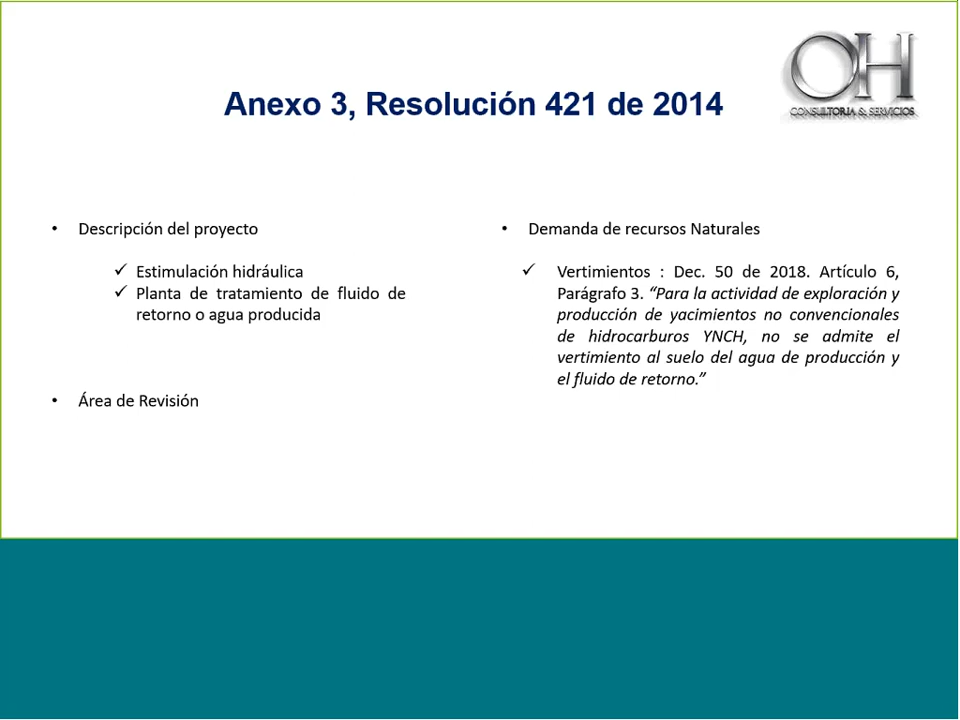 OH
CONSULTORIA & SERVICIOS
Anexo 3, Resolución 421 de 2014
• Descripción del proyecto
✓ Estimulación hidráulica
✓ Planta de tratamiento de fluido de
retorno o agua producida
• Área de Revisión
• Demanda de recursos Naturales
✓ Vertimientos : Dec. 50 de 2018. Artículo 6,
Parágrafo 3. “Para la actividad de exploración y
producción de yacimientos no convencionales
de hidrocarburos YNCH, no se admite el
vertimiento al suelo del agua de producción y
el fluido de retorno.”